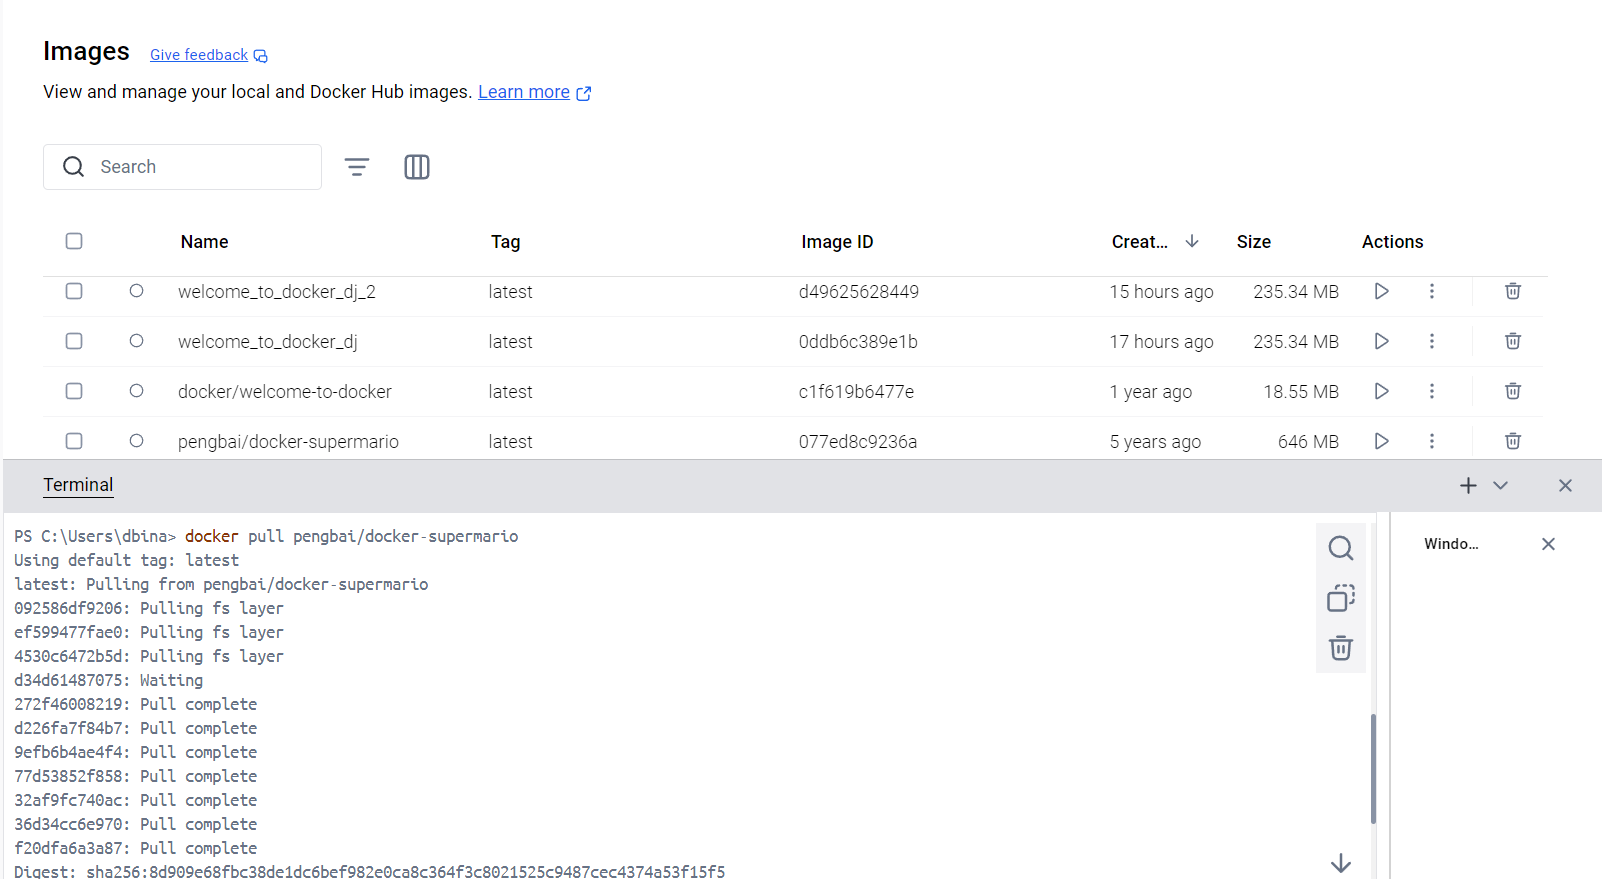 Images Give feedback
View and manage your local and Docker Hub images. Learn more
Search
Name Tag Image ID Creat... Size Actions
welcome_to_docker_dj_2 latest d49625628449 15 hours ago 235.34 MB
welcome_to_docker_dj latest 0ddb6c389e1b 17 hours ago 235.34 MB
docker/welcome-to-docker latest c1f619b6477e 1 year ago 18.55 MB
pengbai/docker-supermario latest 077ed8c9236a 5 years ago 646 MB
Terminal
PS C:\Users\dbina> docker pull pengbai/docker-supermario
Windo...
Using default tag: latest
latest: Pulling from pengbai/docker-supermario
092586df9206: Pulling fs layer
ef599477fae0: Pulling fs layer
4530c6472b5d: Pulling fs layer
d34d61487075: Waiting
272f46008219: Pull complete
d226fa7f84b7: Pull complete
9efb6b4ae4f4: Pull complete
77d53852f858: Pull complete
32af9fc740ac: Pull complete
36d34cc6e970: Pull complete
f20dfa6a3a87: Pull complete
Digest: sha256:8d909e68fbc38de1dc6bef982e0ca8c364f3c8021525c9487cec4374a53f15f5